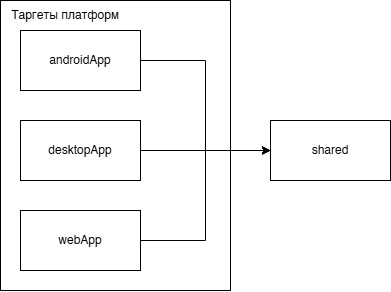 Таргеты платформ
androidApp
desktopApp
shared
webApp